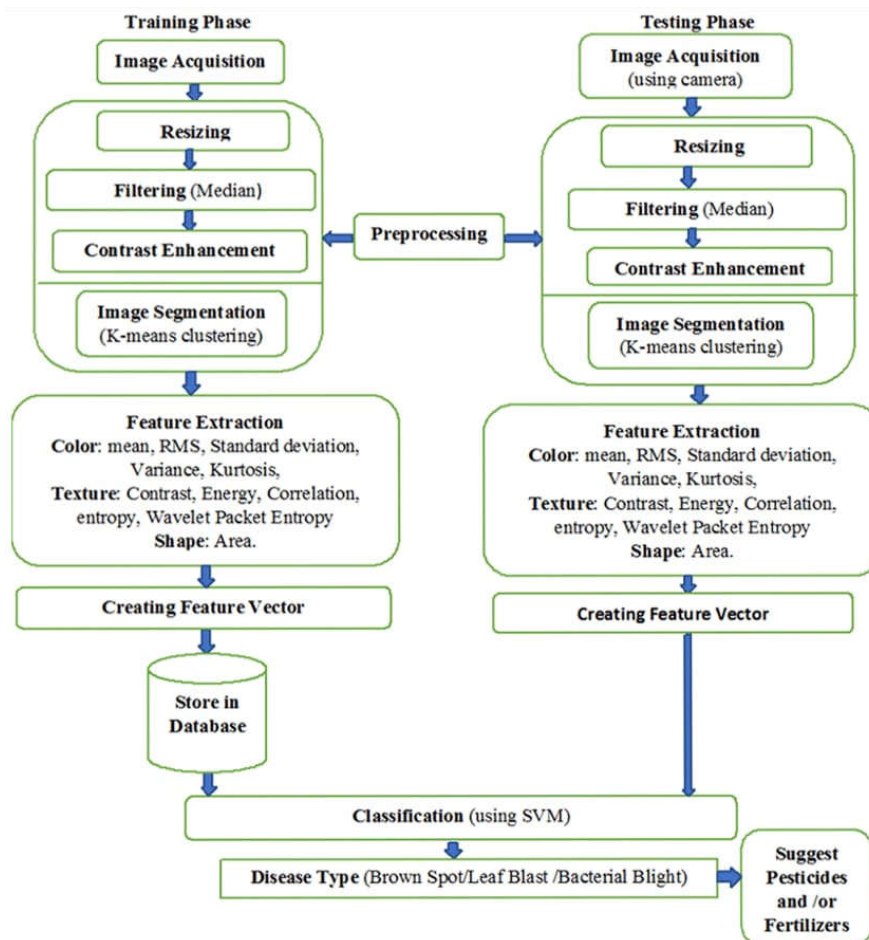 Training Phase
Image Acquisition
Resizing
Filtering (Median)
Contrast Enhancement
Image Segmentation
(K-means clustering)
Feature Extraction
Color: mean, RMS, Standard deviation,
Variance, Kurtosis,
Texture: Contrast, Energy, Correlation,
entropy, Wavelet Packet Entropy
Shape: Area.
Creating Feature Vector
Store in
Database
Preprocessing
Testing Phase
Image Acquisition
(using camera)
Resizing
Filtering (Median)
Contrast Enhancement
Image Segmentation
(K-means clustering)
Feature Extraction
Color: mean, RMS, Standard deviation,
Variance, Kurtosis,
Texture: Contrast, Energy, Correlation,
entropy, Wavelet Packet Entropy
Shape: Area.
Creating Feature Vector
Classification (using SVM)
Disease Type (Brown Spot/Leaf Blast /Bacterial Blight)
Suggest
Pesticides
and /or
Fertilizers